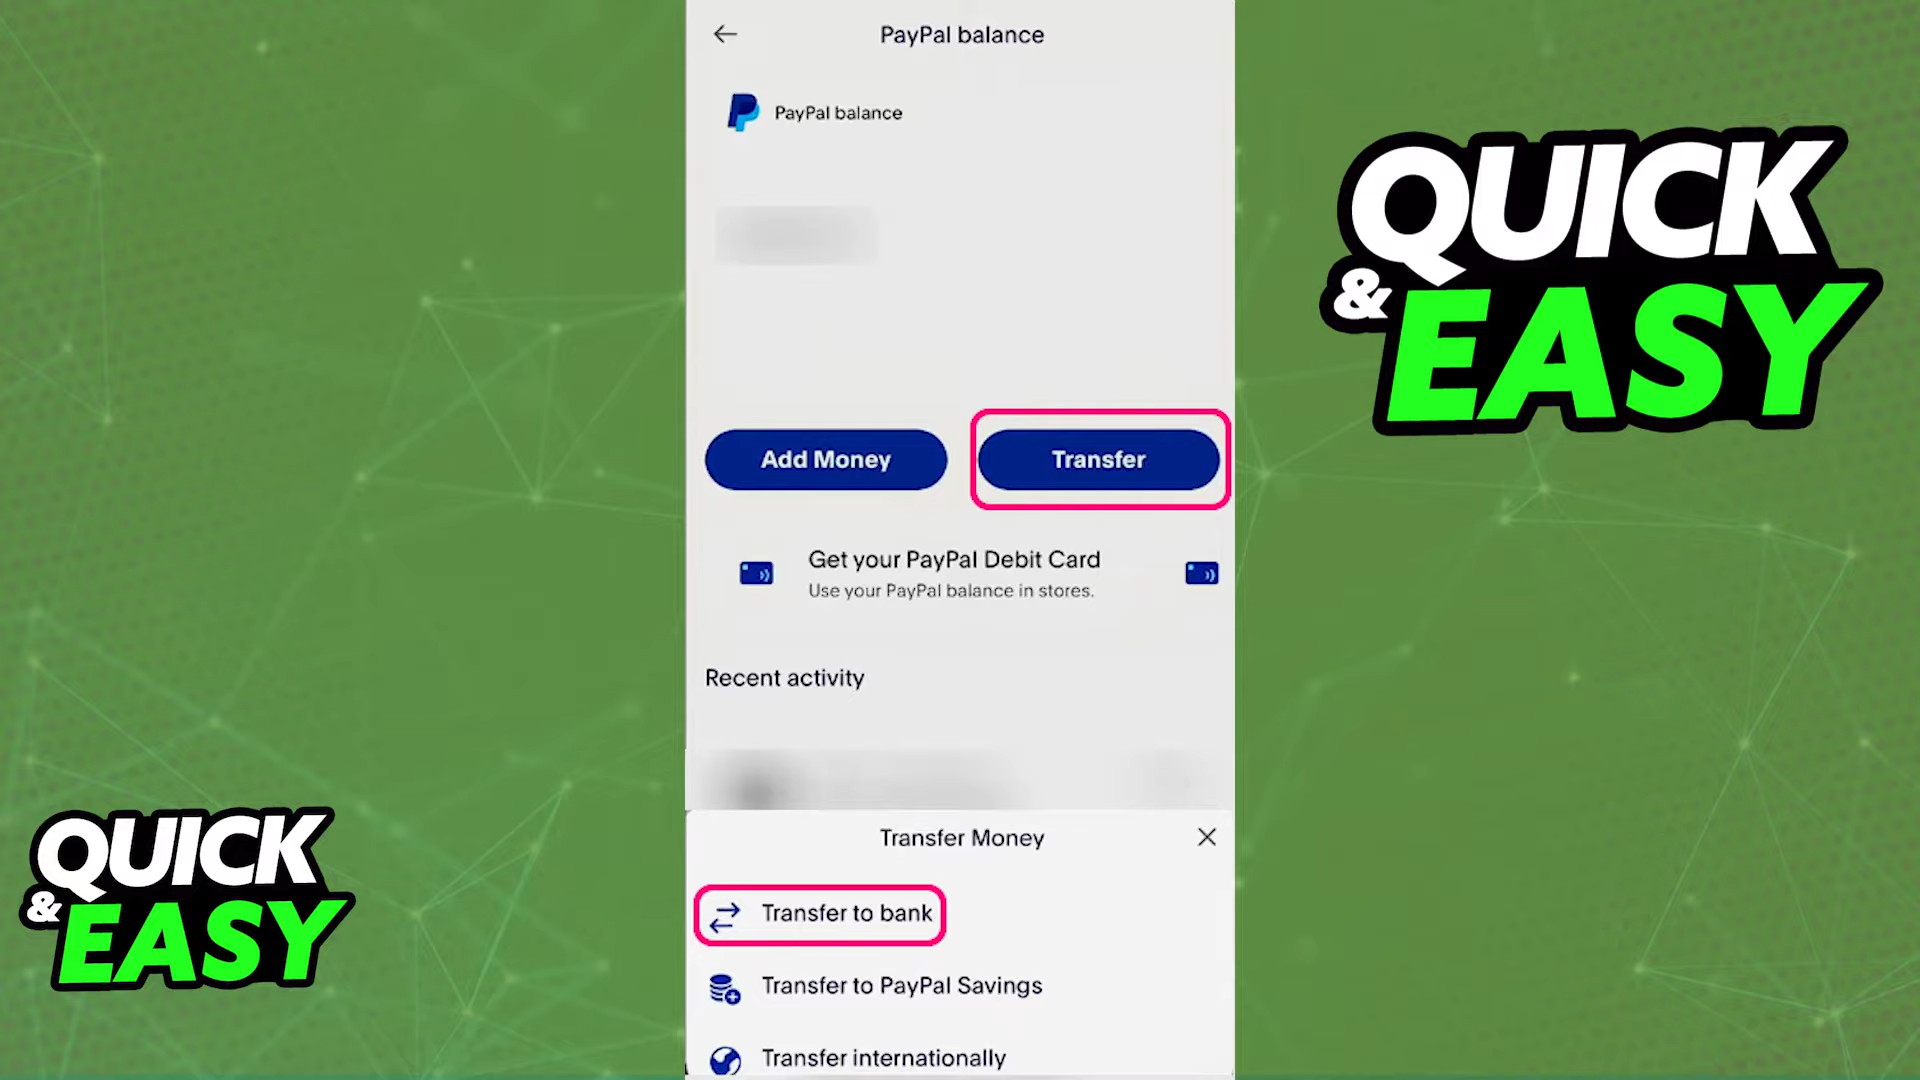 PayPal balance
PayPal balance
Add Money
Transfer
Get your PayPal Debit Card
Use your PayPal balance in stores.
Recent activity
Transfer Money
Transfer to bank
Transfer to PayPal Savings
Transfer internationally
QUICK
& EASY
QUICK
& EASY